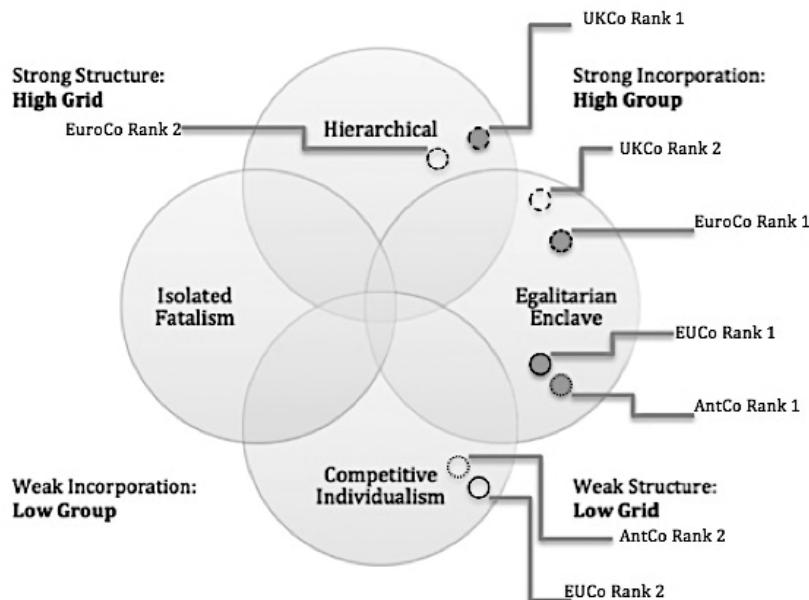 UKCo Rank 1
Strong Structure:
High Grid
Strong Incorporation:
High Group
EuroCo Rank 2
Hierarchical
UKCo Rank 2
EuroCo Rank 1
Isolated
Fatalism
Egalitarian
Enclave
EUCo Rank 1
AntCo Rank 1
Competitive
Individualism
Weak Incorporation:
Low Group
Weak Structure:
Low Grid
AntCo Rank 2
EUCo Rank 2